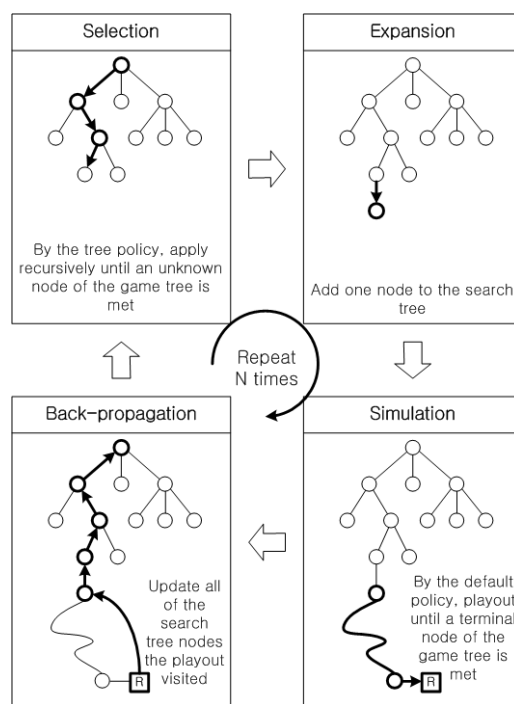 Selection
By the tree policy, apply
recursively until an unknown
node of the game tree is
met
Expansion
Add one node to the search
tree
Repeat
N times
Back-propagation
Update all
of the
search
tree nodes
the playout
visited
R
Simulation
By the default
policy, playout
until a terminal
node of the
game tree is
met
R